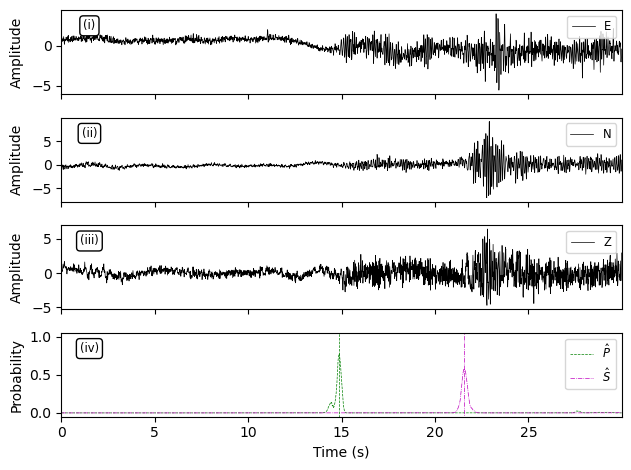 (i)
E
Amplitude
0
−5
(ii)
N
Amplitude
5
0
−5
(iii)
Z
Amplitude
5
0
−5
(iv)
P̂
Ŝ
Probability
1.0
0.5
0.0
0 5 10 15 20 25
Time (s)